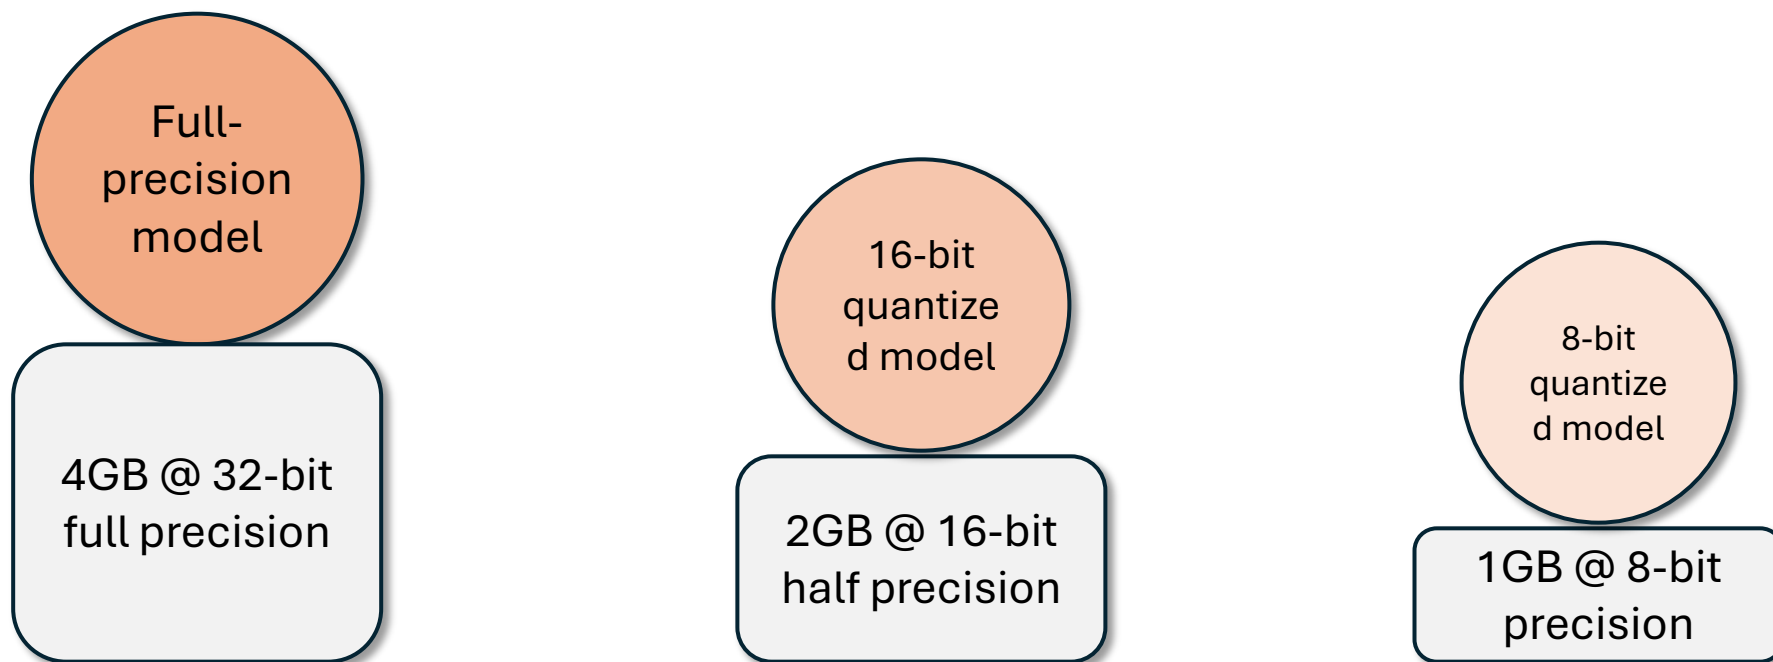 Full-
precision
model
4GB @ 32-bit
full precision
16-bit
quantize
d model
2GB @ 16-bit
half precision
8-bit
quantize
d model
1GB @ 8-bit
precision